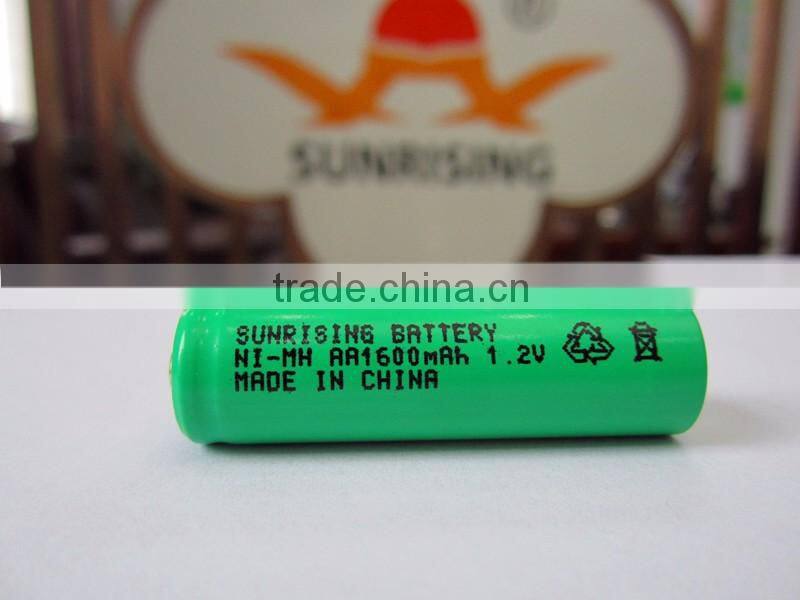 ®
SUNRISING
trade.china.cn
SUNRISING BATTERY
NI-MH AA1600mAh 1.2V
MADE IN CHINA